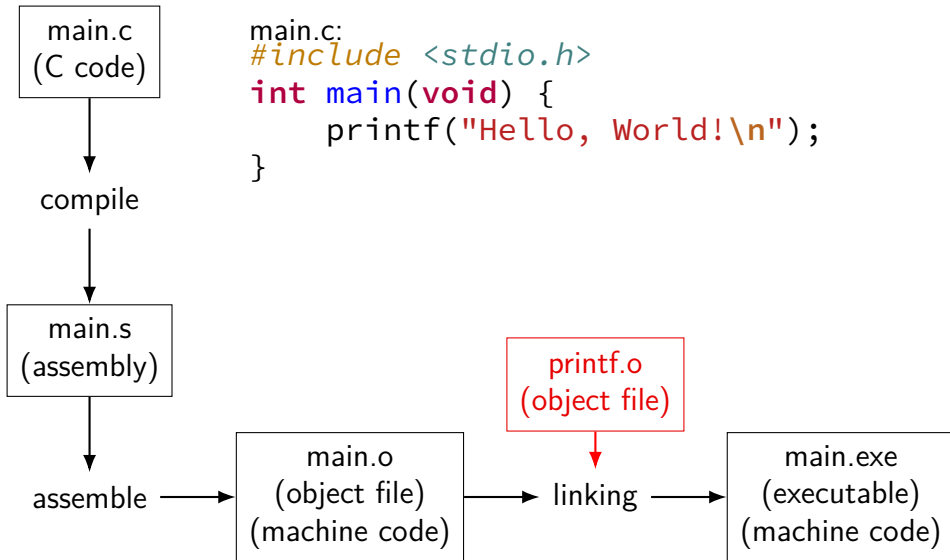 main.c
(C code)
main.c:
#include <stdio.h>
int main(void) {
    printf("Hello, World!\n");
}
compile
main.s
(assembly)
printf.o
(object file)
assemble
main.o
(object file)
(machine code)
linking
main.exe
(executable)
(machine code)